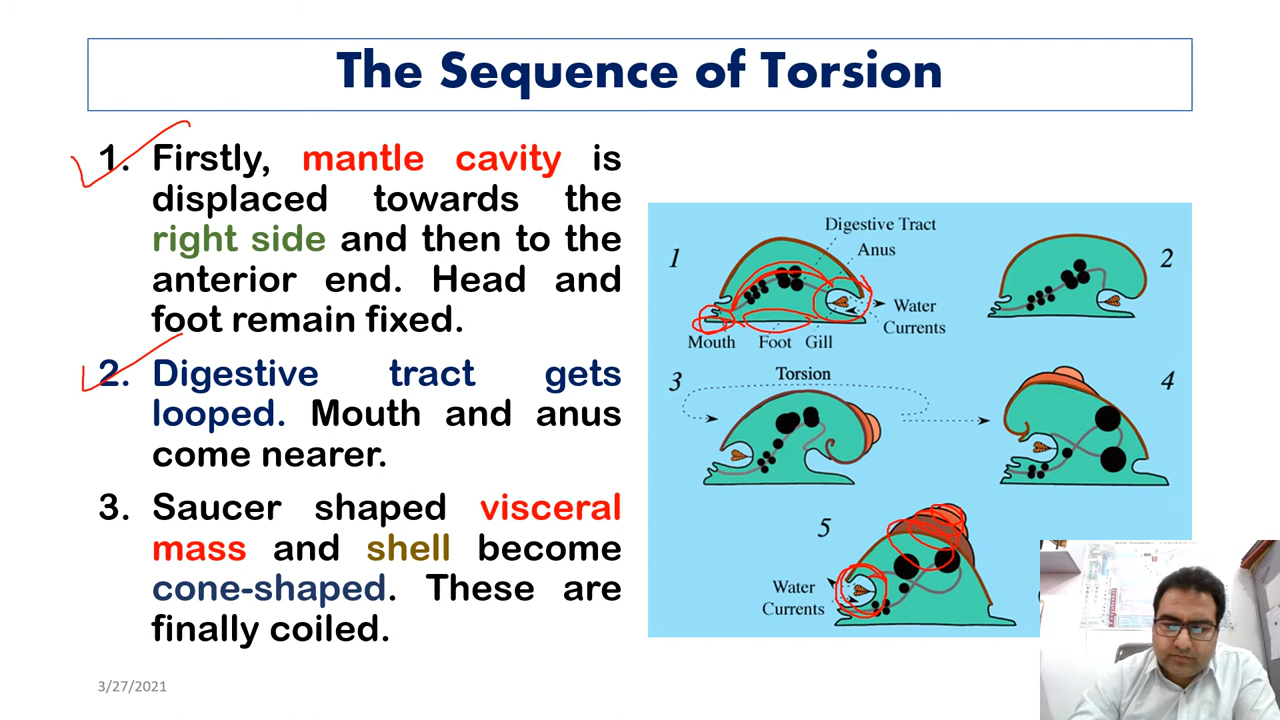 The Sequence of Torsion
1. Firstly, mantle cavity is
displaced towards the
right side and then to the
anterior end. Head and
foot remain fixed.
2. Digestive tract gets
looped. Mouth and anus
come nearer.
3. Saucer shaped visceral
mass and shell become
cone-shaped. These are
finally coiled.
3/27/2021
Digestive Tract
1
Anus
2
Water
Currents
Mouth Foot Gill
3
Torsion
4
5
Water
Currents